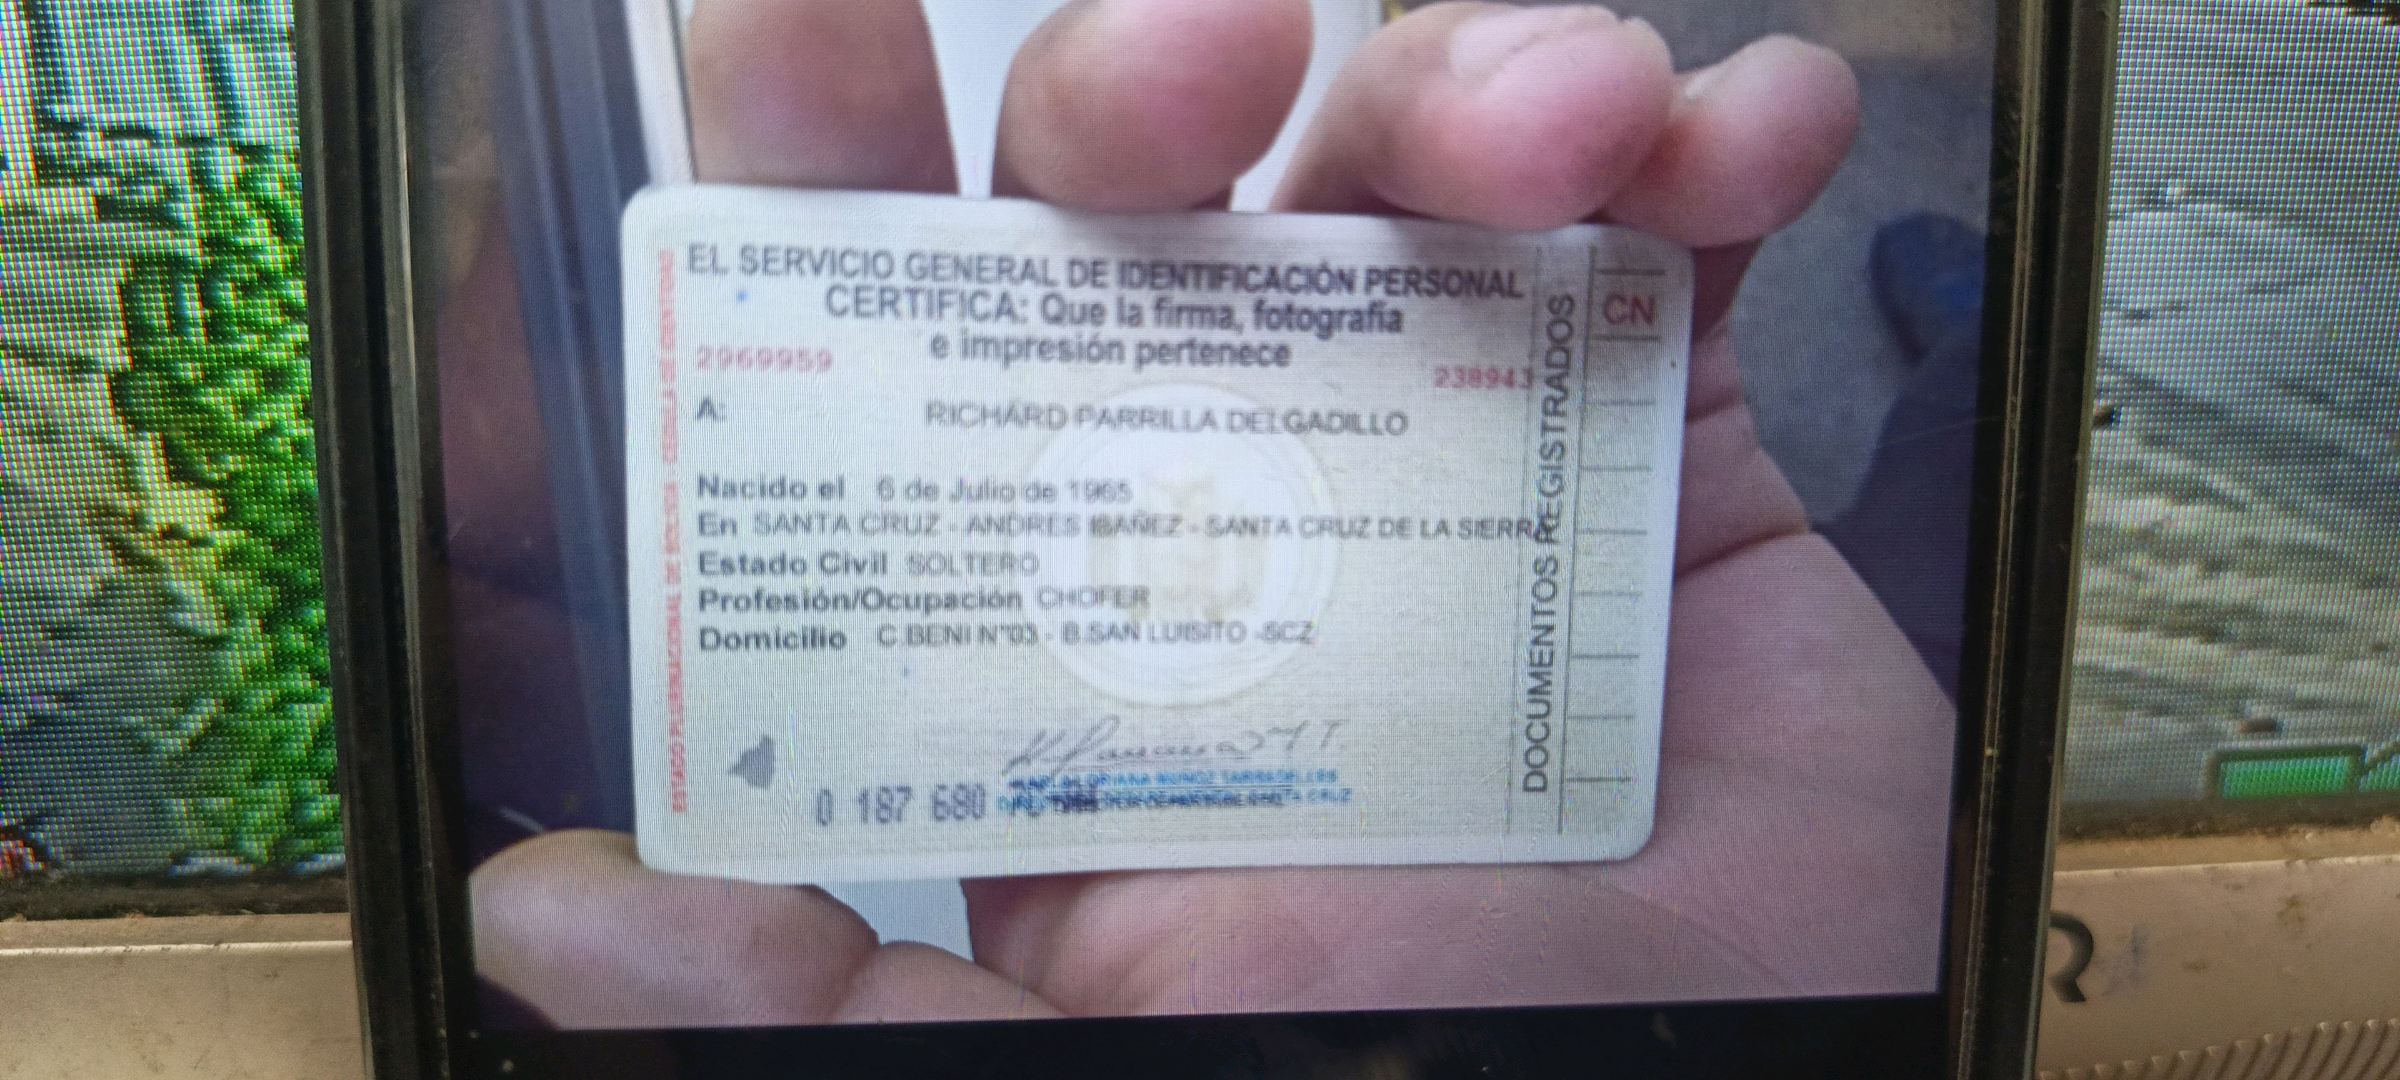 EL SERVICIO GENERAL DE IDENTIFICACIÓN PERSONAL
CERTIFICA: Que la firma, fotografía
e impresión pertenece
2969959
238943
A: RICHARD PARRILLA DELGADILLO
Nacido el 6 de Julio de 1965
En SANTA CRUZ - ANDRES IBAÑEZ - SANTA CRUZ DE LA SIERRA
Estado Civil SOLTERO
Profesión/Ocupación CHOFER
Domicilio C.BENI N°03 - B.SAN LUISITO -SCZ
0 187 680
DOCUMENTOS REGISTRADOS
CN
ESTADO PLURINACIONAL DE BOLIVIA - CEDULA DE IDENTIDAD
R